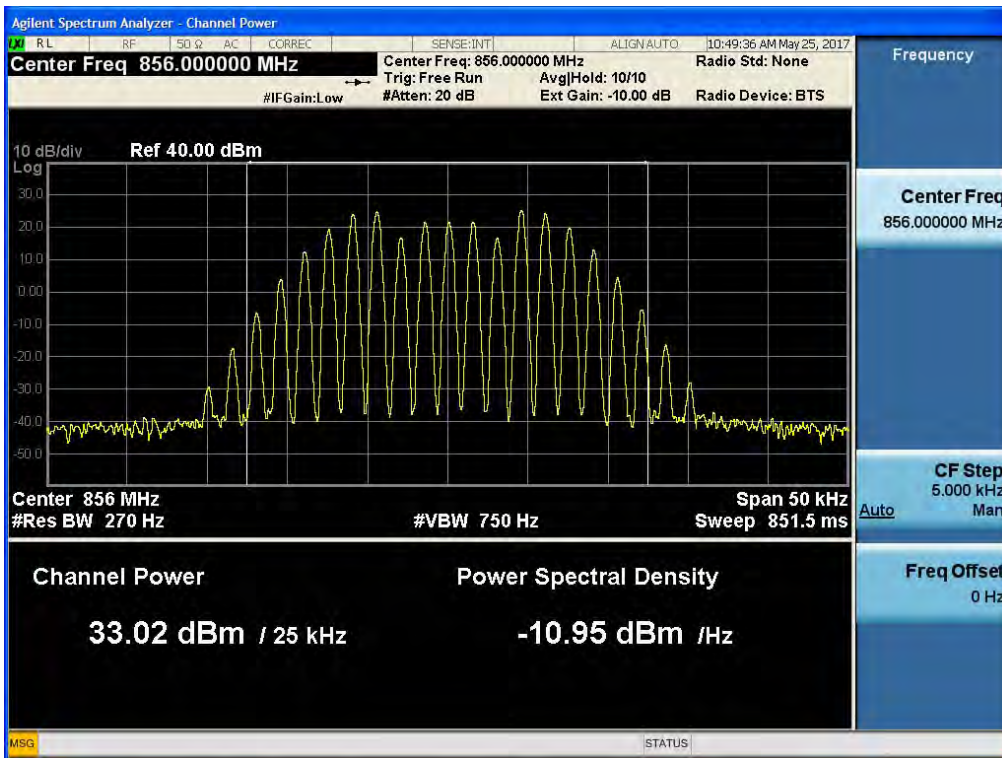 Agilent Spectrum Analyzer - Channel Power
LXI RL RF 50 Ω AC CORREC SENSE:INT ALIGNAUTO 10:49:36 AM May 25, 2017
Center Freq 856.000000 MHz
Center Freq: 856.000000 MHz
Radio Std: None
Trig: Free Run
Avg|Hold: 10/10
#IFGain:Low
#Atten: 20 dB
Ext Gain: -10.00 dB
Radio Device: BTS
10 dB/div
Ref 40.00 dBm
Log
30.0
20.0
10.0
0.00
-10.0
-20.0
-30.0
-40.0
-50.0
Center 856 MHz
Span 50 kHz
#Res BW 270 Hz
#VBW 750 Hz
Sweep 851.5 ms
Channel Power
Power Spectral Density
33.02 dBm / 25 kHz
-10.95 dBm /Hz
MSG
STATUS
Frequency
Center Freq
856.000000 MHz
CF Step
5.000 kHz
Auto Man
Freq Offset
0 Hz